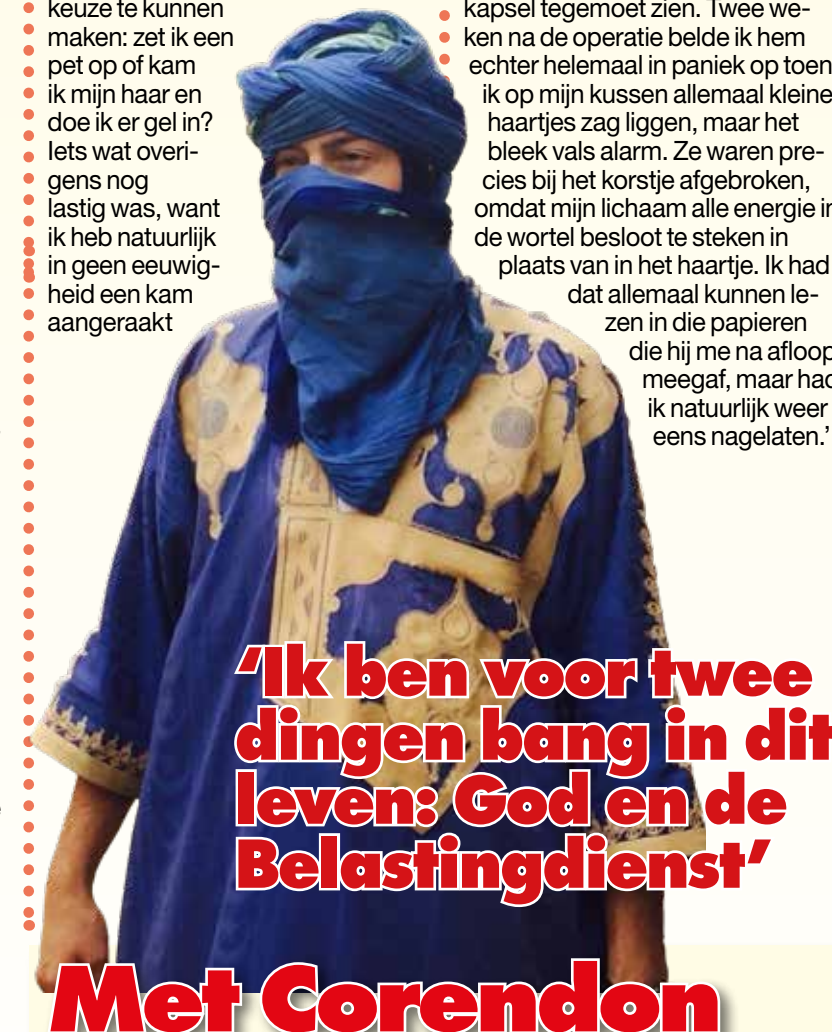 keuze te kunnen
maken: zet ik een
pet op of kam
ik mijn haar en
doe ik er gel in?
Iets wat overi-
gens nog
lastig was, want
ik heb natuurlijk
in geen eeuwig-
heid een kam
aangeraakt
kapsel tegemoet zien. Twee we-
ken na de operatie belde ik hem
echter helemaal in paniek op toen
ik op mijn kussen allemaal kleine
haartjes zag liggen, maar het
bleek vals alarm. Ze waren pre-
cies bij het korstje afgebroken,
omdat mijn lichaam alle energie in
de wortel besloot te steken in
plaats van in het haartje. Ik had
dat allemaal kunnen le-
zen in die papieren
die hij me na afloop
meegaf, maar had
ik natuurlijk weer
eens nagelaten.’
‘Ik ben voor twee
dingen bang in dit
leven: God en de
Belastingdienst’
Met Corendon